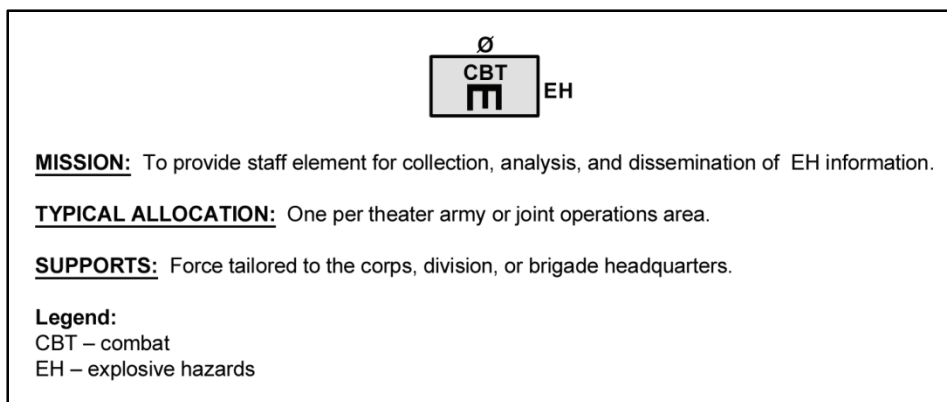 Ø
CBT
EH
MISSION: To provide staff element for collection, analysis, and dissemination of EH information.
TYPICAL ALLOCATION: One per theater army or joint operations area.
SUPPORTS: Force tailored to the corps, division, or brigade headquarters.
Legend:
CBT – combat
EH – explosive hazards